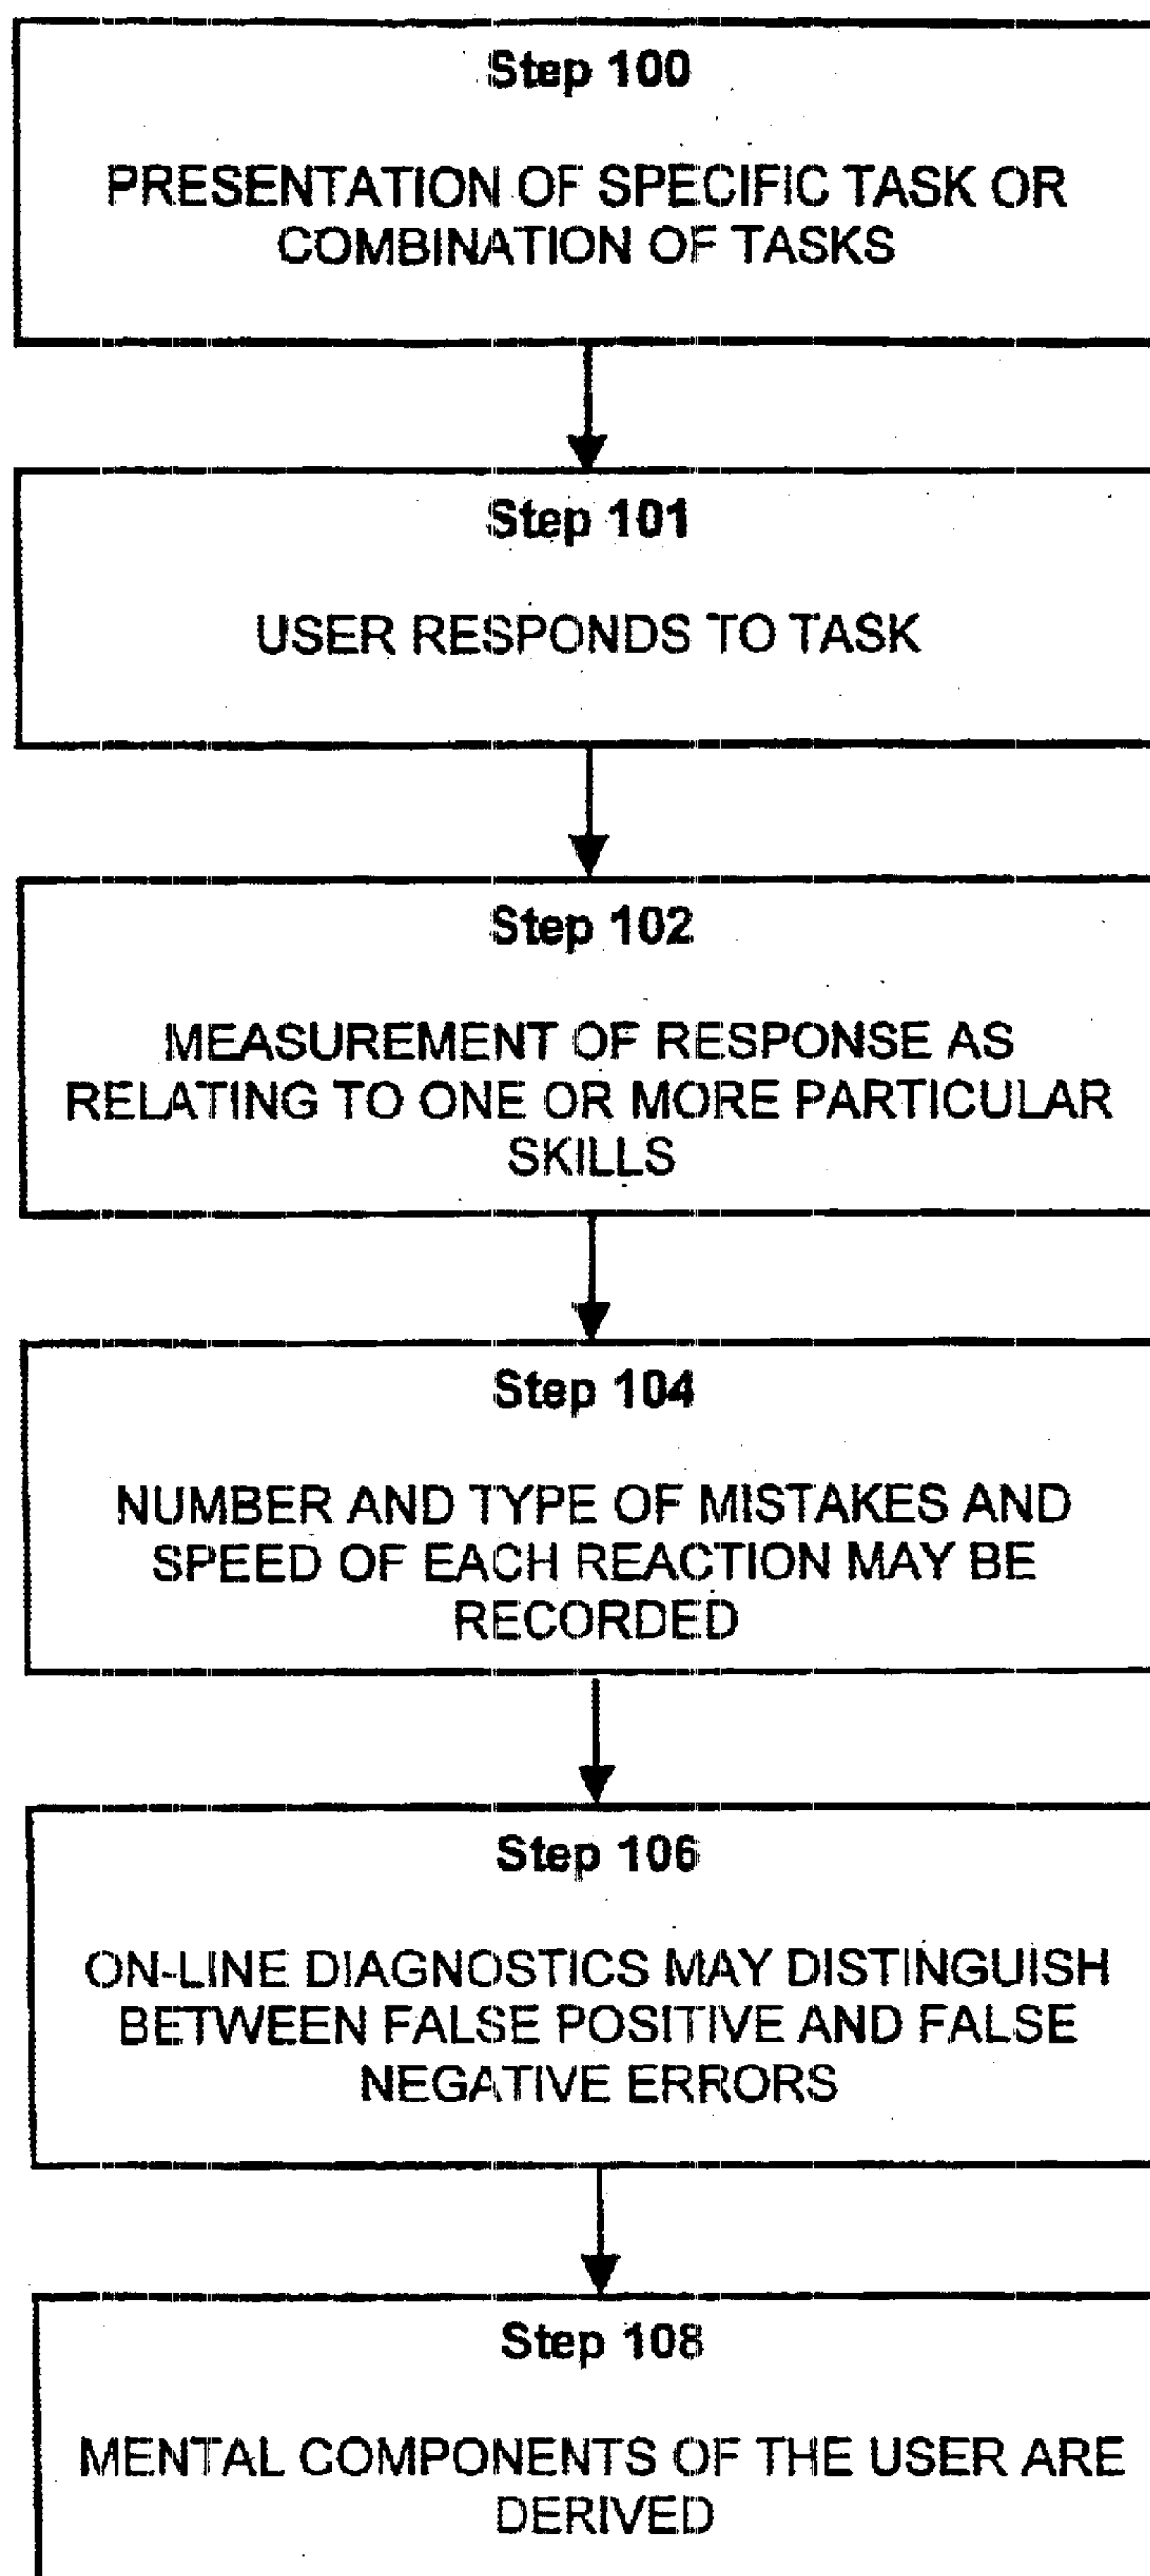 Step 100
PRESENTATION OF SPECIFIC TASK OR
COMBINATION OF TASKS
Step 101
USER RESPONDS TO TASK
Step 102
MEASUREMENT OF RESPONSE AS
RELATING TO ONE OR MORE PARTICULAR
SKILLS
Step 104
NUMBER AND TYPE OF MISTAKES AND
SPEED OF EACH REACTION MAY BE
RECORDED
Step 106
ON-LINE DIAGNOSTICS MAY DISTINGUISH
BETWEEN FALSE POSITIVE AND FALSE
NEGATIVE ERRORS
Step 108
MENTAL COMPONENTS OF THE USER ARE
DERIVED